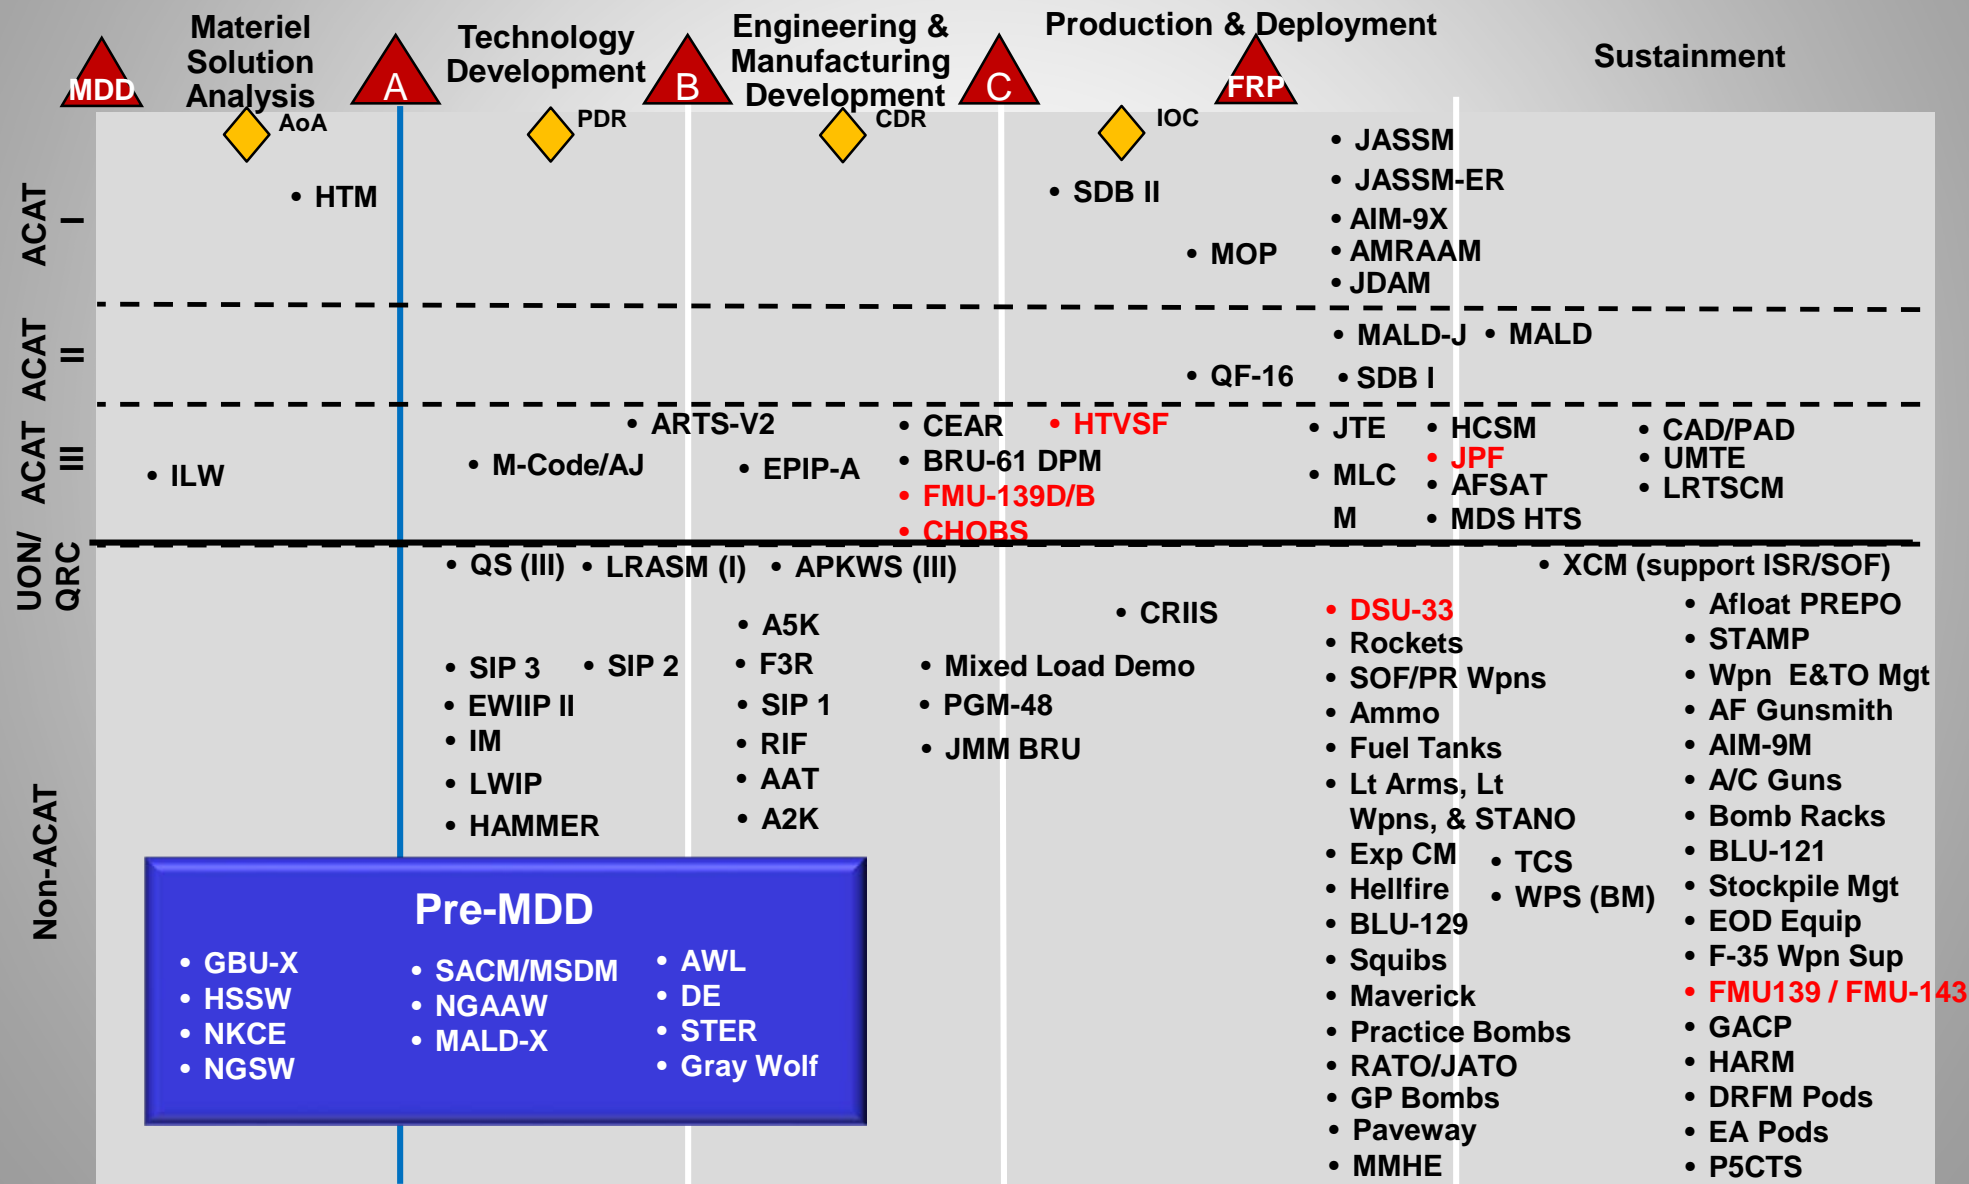 Materiel
Solution
Analysis
Technology
Development
Engineering &
Manufacturing
Development
Production & Deployment
Sustainment
MDD
A
B
C
FRP
AoA
PDR
CDR
IOC
ACAT
I
• HTM
• SDB II
• MOP
• JASSM
• JASSM-ER
• AIM-9X
• AMRAAM
• JDAM
ACAT
II
• MALD-J
• MALD
• QF-16
• SDB I
ACAT
III
• ILW
• ARTS-V2
• M-Code/AJ
• EPIP-A
• CEAR
• BRU-61 DPM
• FMU-139D/B
• CHOBS
• HTVSF
• JTE
• MLC
M
• HCSM
• JPF
• AFSAT
• MDS HTS
• CAD/PAD
• UMTE
• LRTSCM
UON/
QRC
• QS (III)
• LRASM (I)
• APKWS (III)
• XCM (support ISR/SOF)
Non-ACAT
• SIP 3
• EWIIP II
• IM
• LWIP
• HAMMER
• SIP 2
• A5K
• F3R
• SIP 1
• RIF
• AAT
• A2K
• Mixed Load Demo
• PGM-48
• JMM BRU
• CRIIS
• DSU-33
• Rockets
• SOF/PR Wpns
• Ammo
• Fuel Tanks
• Lt Arms, Lt
Wpns, & STANO
• Exp CM
• Hellfire
• BLU-129
• Squibs
• Maverick
• Practice Bombs
• RATO/JATO
• GP Bombs
• Paveway
• MMHE
• TCS
• WPS (BM)
• Afloat PREPO
• STAMP
• Wpn E&TO Mgt
• AF Gunsmith
• AIM-9M
• A/C Guns
• Bomb Racks
• BLU-121
• Stockpile Mgt
• EOD Equip
• F-35 Wpn Sup
• FMU139 / FMU-143
• GACP
• HARM
• DRFM Pods
• EA Pods
• P5CTS
Pre-MDD
• GBU-X
• HSSW
• NKCE
• NGSW
• SACM/MSDM
• NGAAW
• MALD-X
• AWL
• DE
• STER
• Gray Wolf